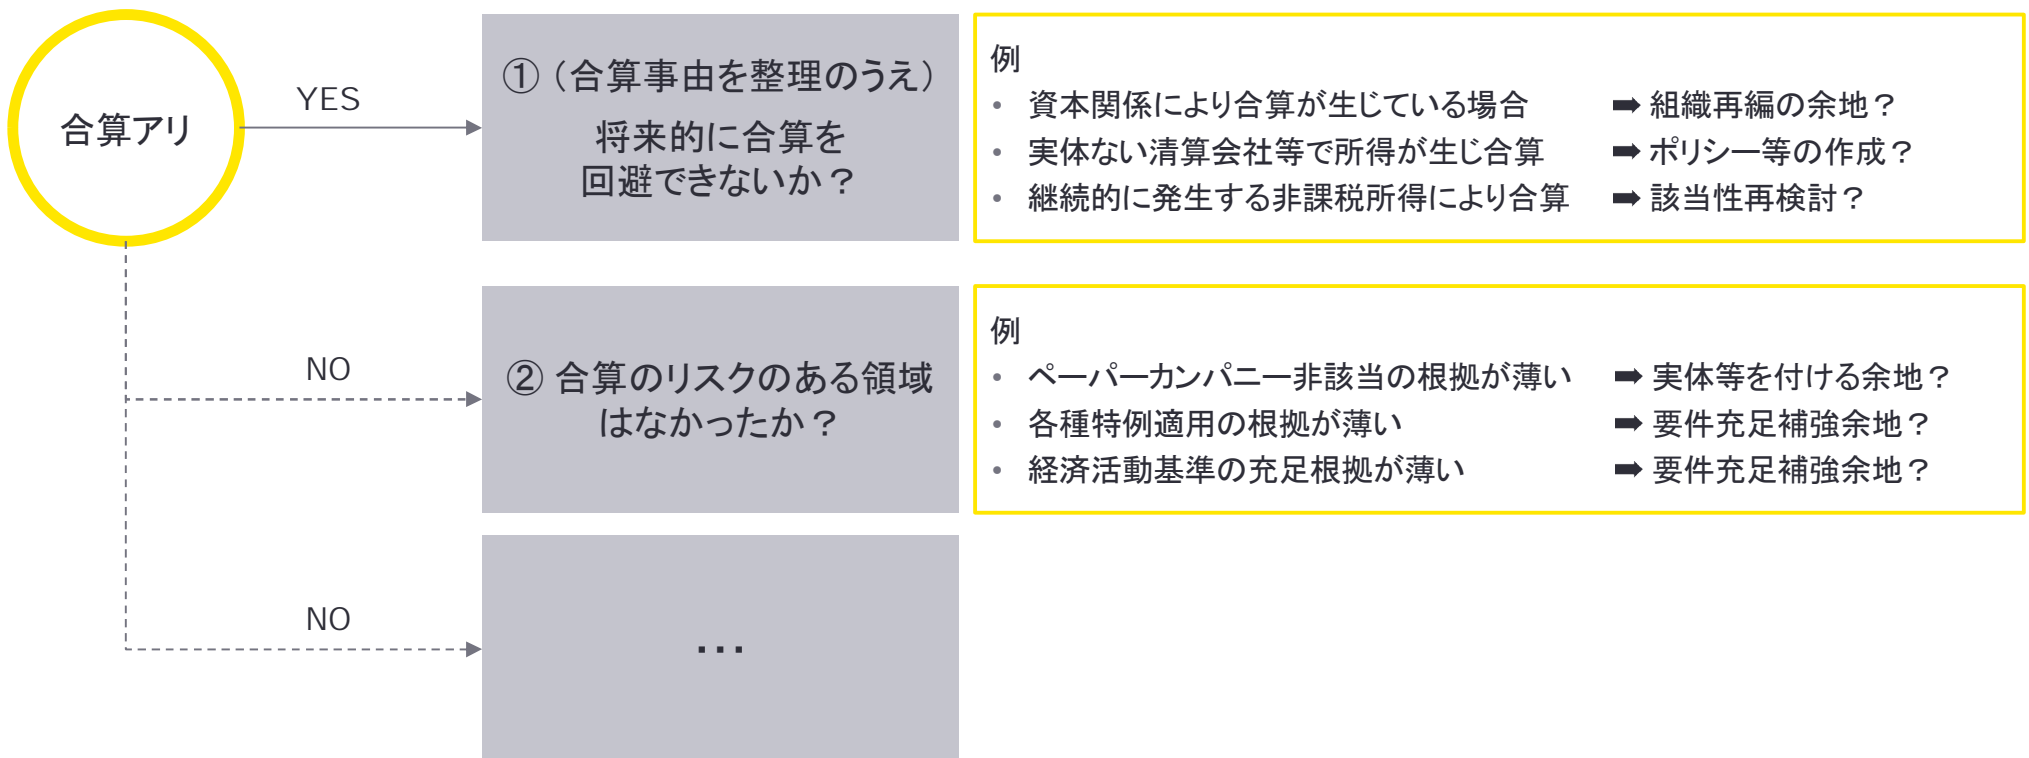 合算アリ
YES
①（合算事由を整理のうえ）
将来的に合算を
回避できないか？
例
• 資本関係により合算が生じている場合 ➡ 組織再編の余地？
• 実体ない清算会社等で所得が生じ合算 ➡ ポリシー等の作成？
• 継続的に発生する非課税所得により合算 ➡ 該当性再検討？
NO
② 合算のリスクのある領域
はなかったか？
例
• ペーパーカンパニー非該当の根拠が薄い ➡ 実体等を付ける余地？
• 各種特例適用の根拠が薄い ➡ 要件充足補強余地？
• 経済活動基準の充足根拠が薄い ➡ 要件充足補強余地？
NO
…